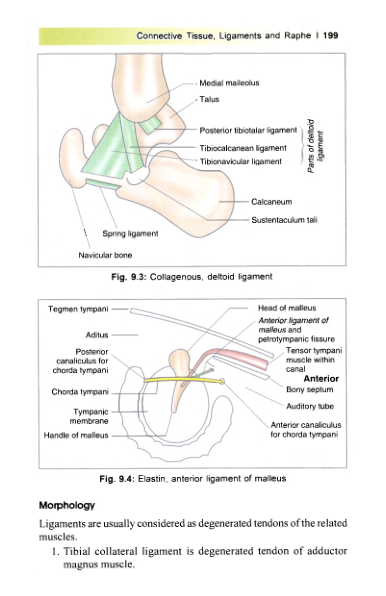 Connective Tissue, Ligaments and Raphe I 199
Medial malleolus
Talus
Posterior tibiotalar ligament
Tibiocalcanean ligament
Tibionavicular ligament
Parts of deltoid
ligament
Calcaneum
Sustentaculum tali
Spring ligament
Navicular bone
Fig. 9.3: Collagenous, deltoid ligament
Tegmen tympani
Aditus
Posterior
canaliculus for
chorda tympani
Chorda tympani
Tympanic
membrane
Handle of malleus
Head of malleus
Anterior ligament of
malleus and
petrotympanic fissure
Tensor tympani
muscle within
canal
Anterior
Bony septum
Auditory tube
Anterior canaliculus
for chorda tympani
Fig. 9.4: Elastin, anterior ligament of malleus
Morphology
Ligaments are usually considered as degenerated tendons of the related
muscles.
1. Tibial collateral ligament is degenerated tendon of adductor
magnus muscle.